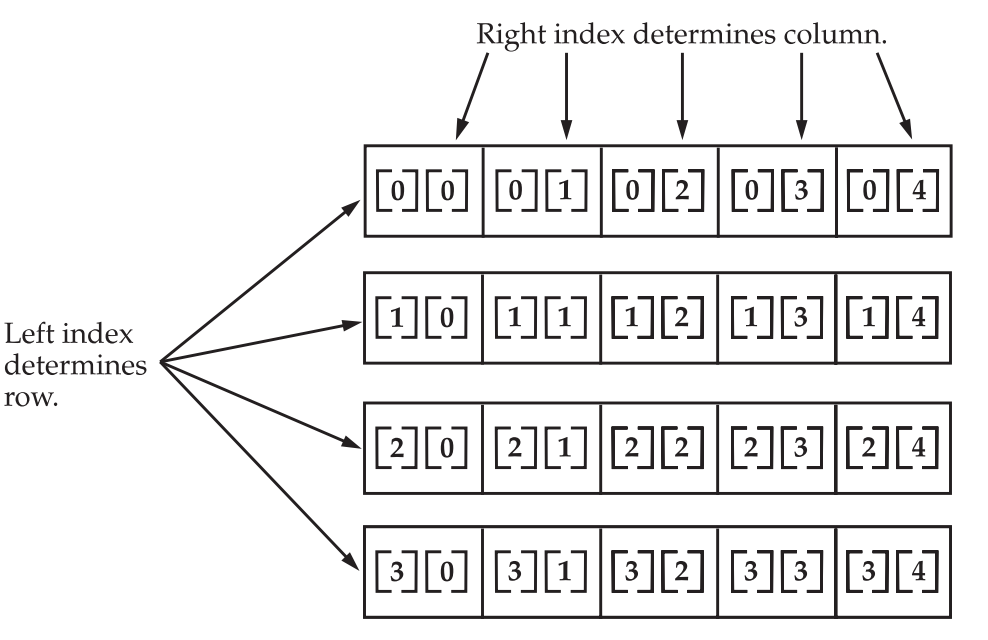 Right index determines column.
[0][0] [0][1] [0][2] [0][3] [0][4]
[1][0] [1][1] [1][2] [1][3] [1][4]
Left index
determines
row.
[2][0] [2][1] [2][2] [2][3] [2][4]
[3][0] [3][1] [3][2] [3][3] [3][4]